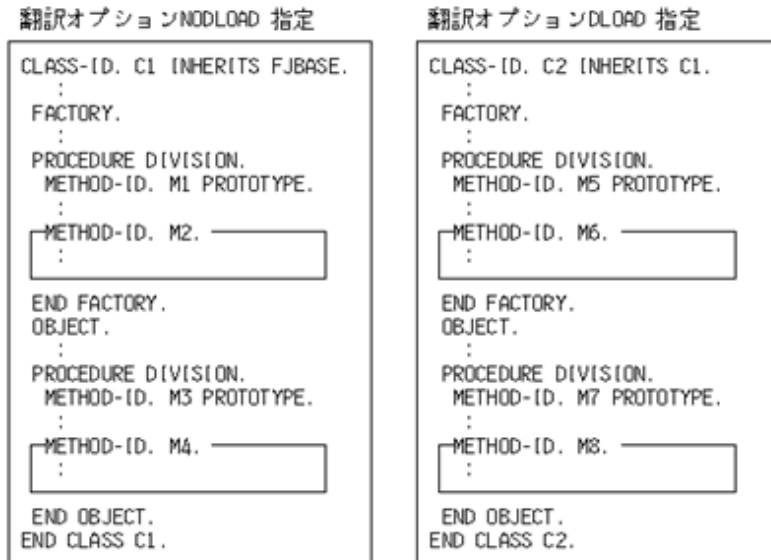 翻訳オプションNODLOAD 指定
CLASS-ID. C1 INHERITS FJBASE.
:
FACTORY.
:
PROCEDURE DIVISION.
METHOD-ID. M1 PROTOTYPE.
:
METHOD-ID. M2.
:
END FACTORY.
OBJECT.
:
PROCEDURE DIVISION.
METHOD-ID. M3 PROTOTYPE.
:
METHOD-ID. M4.
:
END OBJECT.
END CLASS C1.
翻訳オプションDLOAD 指定
CLASS-ID. C2 INHERITS C1.
:
FACTORY.
:
PROCEDURE DIVISION.
METHOD-ID. M5 PROTOTYPE.
:
METHOD-ID. M6.
:
END FACTORY.
OBJECT.
:
PROCEDURE DIVISION.
METHOD-ID. M7 PROTOTYPE.
:
METHOD-ID. M8.
:
END OBJECT.
END CLASS C2.